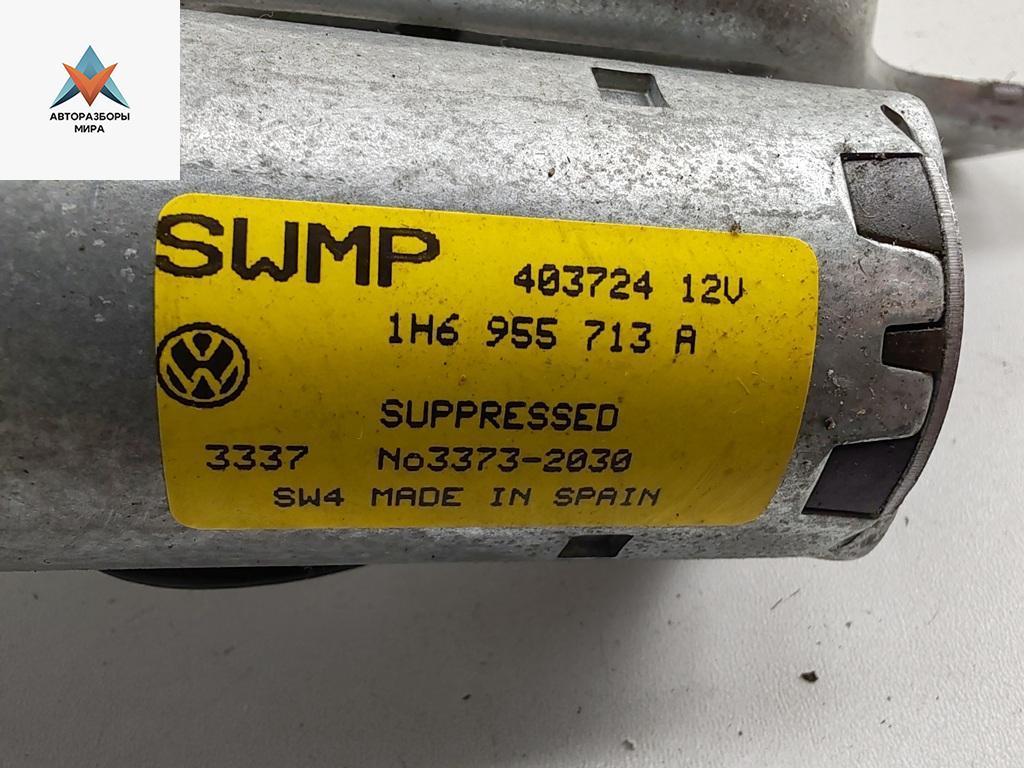 АВТОРАЗБОРЫ
МИРА
SWMP
403724 12V
1H6 955 713 A
SUPPRESSED
3337 No3373-2030
SW4 MADE IN SPAIN